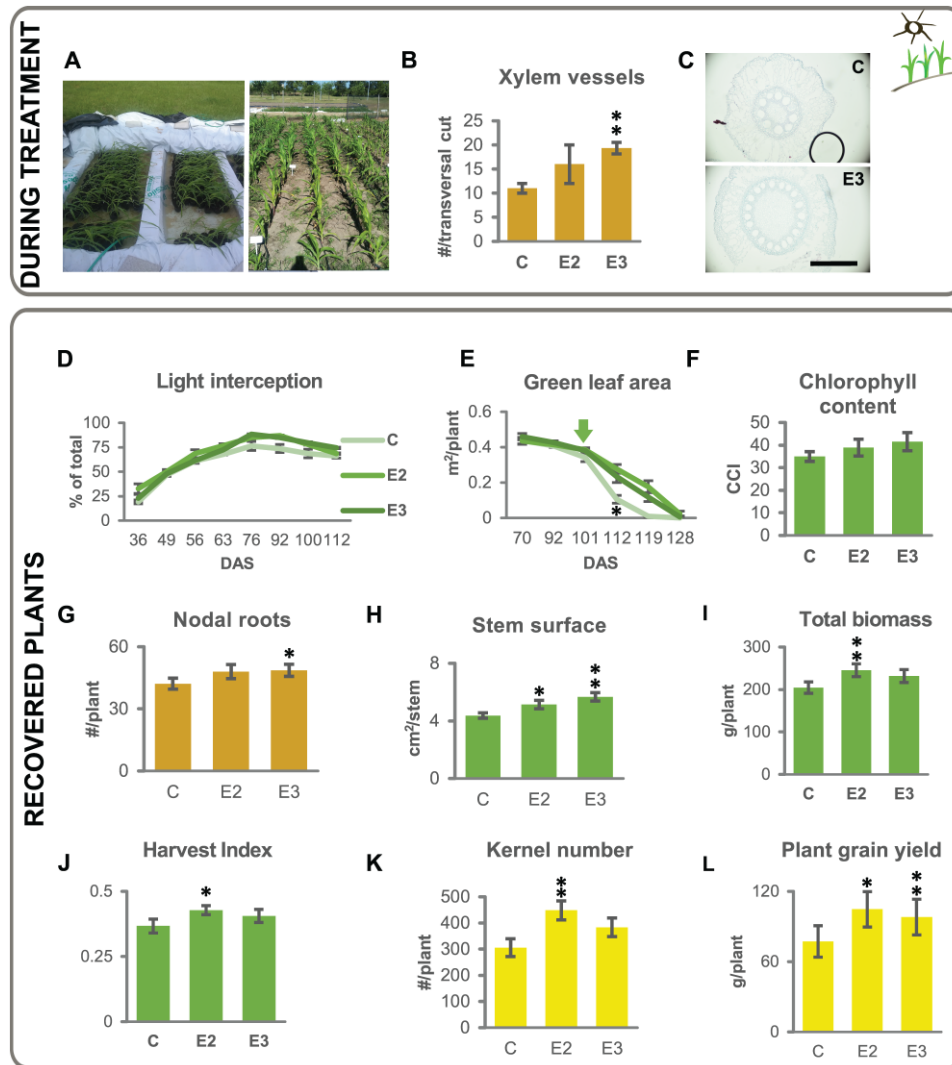 DURING TREATMENT
A
B
Xylem vessels
#/transversal cut
25
20
15
10
5
0
**
C
E2
E3
C
C
E3
RECOVERED PLANTS
D
Light interception
% of total
100
75
50
25
0
36 49 56 63 76 92 100 112
DAS
C
E2
E3
E
Green leaf area
m²/plant
0.6
0.4
0.2
0
*
70 92 101 112 119 128
DAS
F
Chlorophyll
content
CCI
50
40
30
20
10
0
C E2 E3
G
Nodal roots
#/plant
60
30
0
*
C E2 E3
H
Stem surface
cm²/stem
8
4
0
*
**
C E2 E3
I
Total biomass
g/plant
300
200
100
0
**
C E2 E3
J
Harvest Index
0.5
0.25
0
*
C E2 E3
K
Kernel number
#/plant
500
400
300
200
100
0
**
C E2 E3
L
Plant grain yield
g/plant
120
60
0
*
**
C E2 E3